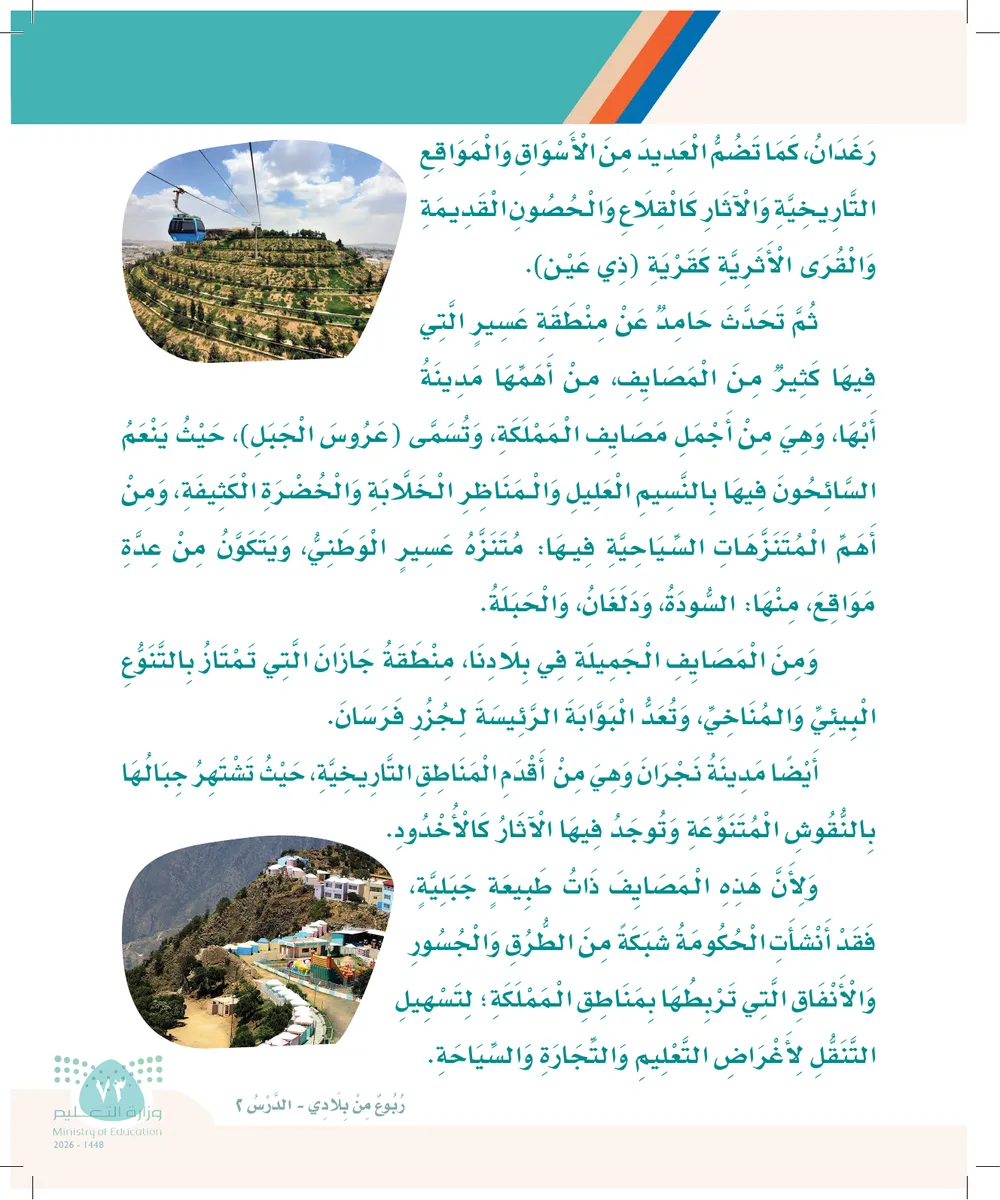 رَغَدَانُ، كَمَا تَضُمُّ الْعَدِيدَ مِنَ الْأَسْوَاقِ وَالْمَوَاقِعِ
التَّارِيخِيَّةِ وَالْآثَارِ كَالْقِلَاعِ وَالْحُصُونِ الْقَدِيمَةِ
وَالْقُرَى الْأَثَرِيَّةِ كَقَرْيَةِ (ذِي عَيْـنٍ).
ثُمَّ تَحَدَّثَ حَامِدٌ عَنْ مِنْطَقَةِ عَسِيرٍ الَّتِي
فِيهَا كَثِيرٌ مِنَ الْمَصَايِفِ، مِنْ أَهَمِّهَا مَدِينَةُ
أَبْهَا، وَهِيَ مِنْ أَجْمَلِ مَصَايِفِ الْمَمْلَكَةِ، وَتُسَمَّى (عَرُوسَ الْجَبَلِ)، حَيْثُ يَنْعَمُ
السَّائِحُونَ فِيهَا بِالنَّسِيمِ الْعَلِيلِ وَالْمَنَاظِرِ الْخَلَّابَةِ وَالْخُضْرَةِ الْكَثِيفَةِ، وَمِنْ
أَهَمِّ الْمُتَنَزَّهَاتِ السِّيَاحِيَّةِ فِيهَا: مُتَنَزَّهُ عَسِيرٍ الْوَطَنِيُّ، وَيَتَكَوَّنُ مِنْ عِدَّةِ
مَوَاقِعَ، مِنْهَا: السُّودَةُ، وَدَلَغَانُ، وَالْحَبَلَةُ.
وَمِنَ الْمَصَايِفِ الْجَمِيلَةِ فِي بِلَادِنَا، مِنْطَقَةُ جَازَانَ الَّتِي تَمْتَازُ بِالتَّنَوُّعِ
الْبِيئِيِّ وَالمُنَاخِيِّ، وَتُعَدُّ الْبَوَّابَةَ الرَّئِيسَةَ لِجُزُرِ فَرَسَانَ.
أَيْضًا مَدِينَةُ نَجْرَانَ وَهِيَ مِنْ أَقْدَمِ الْمَنَاطِقِ التَّارِيخِيَّةِ، حَيْثُ تَشْتَهِرُ جِبَالُهَا
بِالنُّقُوشِ الْمُتَنَوِّعَةِ وَتُوجَدُ فِيهَا الْآثَارُ كَالْأُخْدُودِ.
وَلِأَنَّ هَذِهِ الْمَصَايِفَ ذَاتُ طَبِيعَةٍ جَبَلِيَّةٍ،
فَقَدْ أَنْشَأَتِ الْحُكُومَةُ شَبَكَةً مِنَ الطُّرُقِ وَالْجُسُورِ
وَالْأَنْفَاقِ الَّتِي تَرْبِطُهَا بِمَنَاطِقِ الْمَمْلَكَةِ؛ لِتَسْهِيلِ
التَّنَقُّلِ لِأَغْرَاضِ التَّعْلِيمِ وَالتِّجَارَةِ وَالسِّيَاحَةِ.
رُبُوعٌ مِنْ بِلَادِي - الدَّرْسُ ٢
٧٣
وزارة التعـــليم
Ministry of Education
2026 - 1448